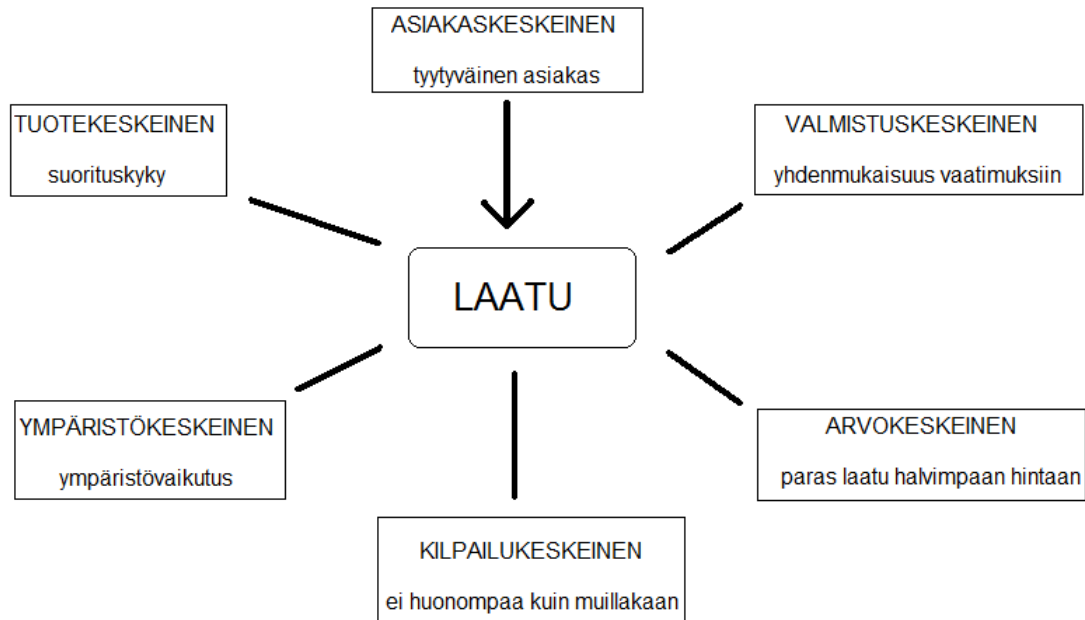 ASIAKASKESKEINEN
tyytyväinen asiakas
TUOTEKESKEINEN
suorituskyky
VALMISTUSKESKEINEN
yhdenmukaisuus vaatimuksiin
LAATU
YMPÄRISTÖKESKEINEN
ympäristövaikutus
ARVOKESKEINEN
paras laatu halvimpaan hintaan
KILPAILUKESKEINEN
ei huonompaa kuin muillakaan